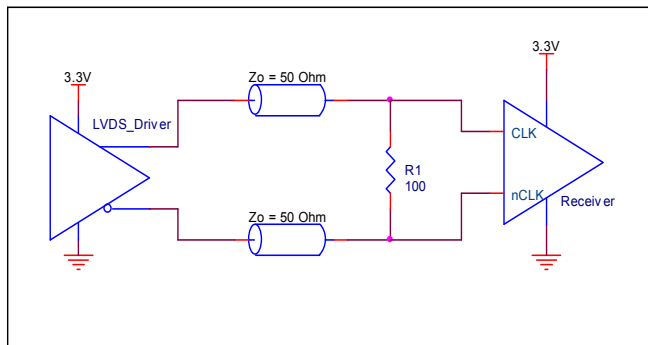 3.3V
LVDS_Driver
Zo = 50 Ohm
Zo = 50 Ohm
R1
100
3.3V
CLK
nCLK
Receiver